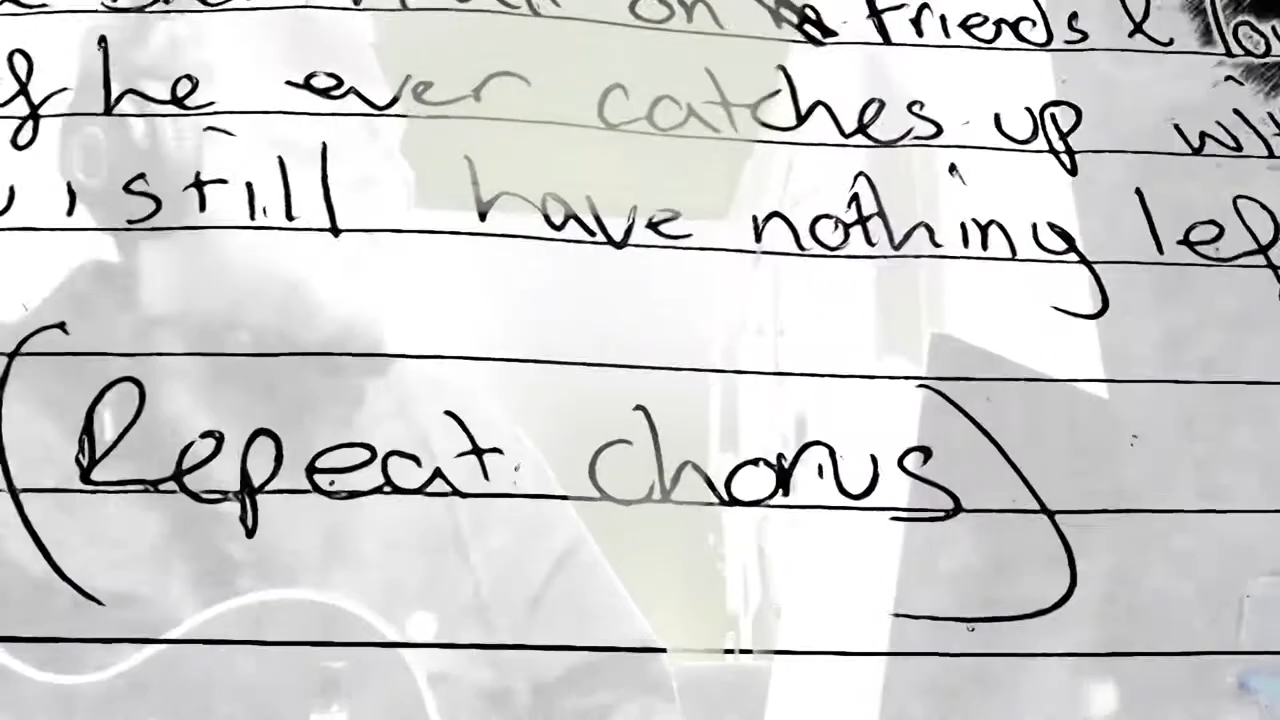 on friends &
if he ever catches up
still have nothing
(Repeat chorus)